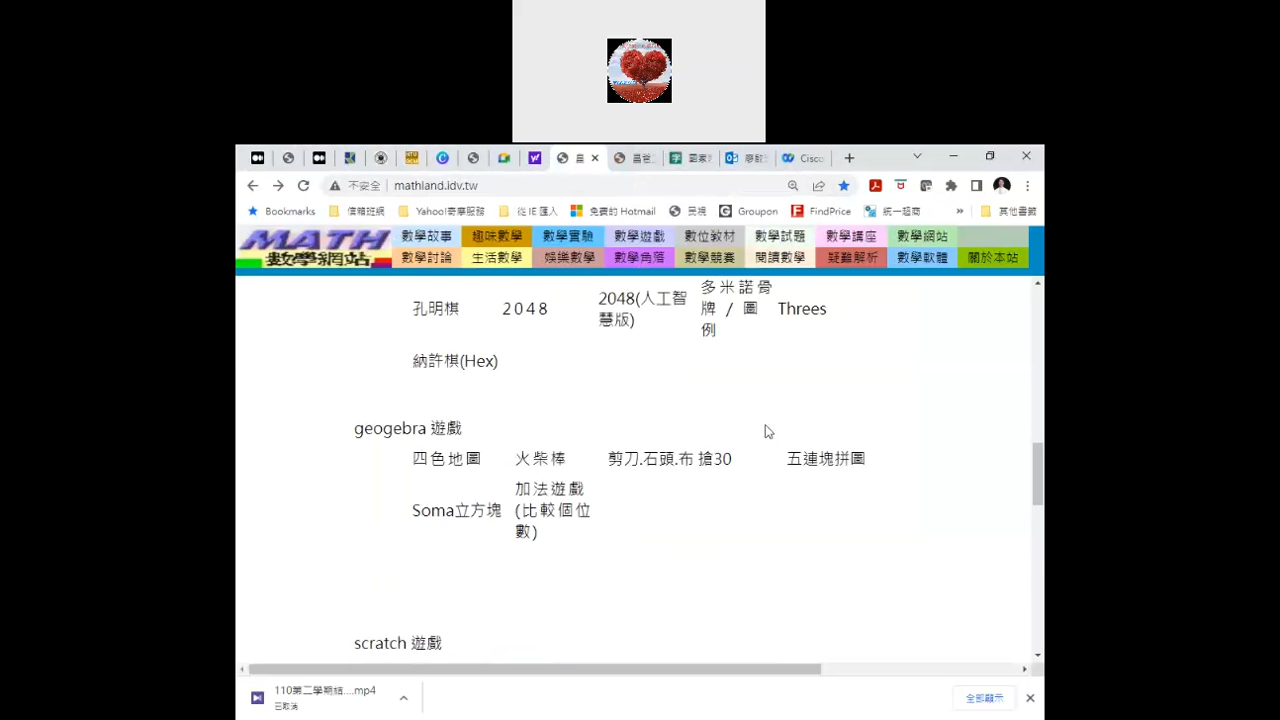 Cisco
不安全 mathland.idv.tw
Bookmarks 信箱班網 Yahoo!奇摩服務 從 IE 匯入 免費的 Hotmail 民視 Groupon FindPrice 統一超商 » 其他書籤
MATH
數學網站
數學故事 趣味數學 數學實驗 數學遊戲 數位教材 數學試題 數學講座 數學網站
數學討論 生活數學 娛樂數學 數學角落 數學競賽 閱讀數學 疑難解析 數學軟體 關於本站
孔明棋
2048
2048(人工智
慧版)
多米諾骨
牌 / 圖
例
Threes
納許棋(Hex)
geogebra 遊戲
四色地圖 火柴棒 剪刀.石頭.布 搶30 五連塊拼圖
Soma立方塊
加法遊戲
(比較個位
數)
scratch 遊戲
110第二學期結....mp4
已取消
全部顯示